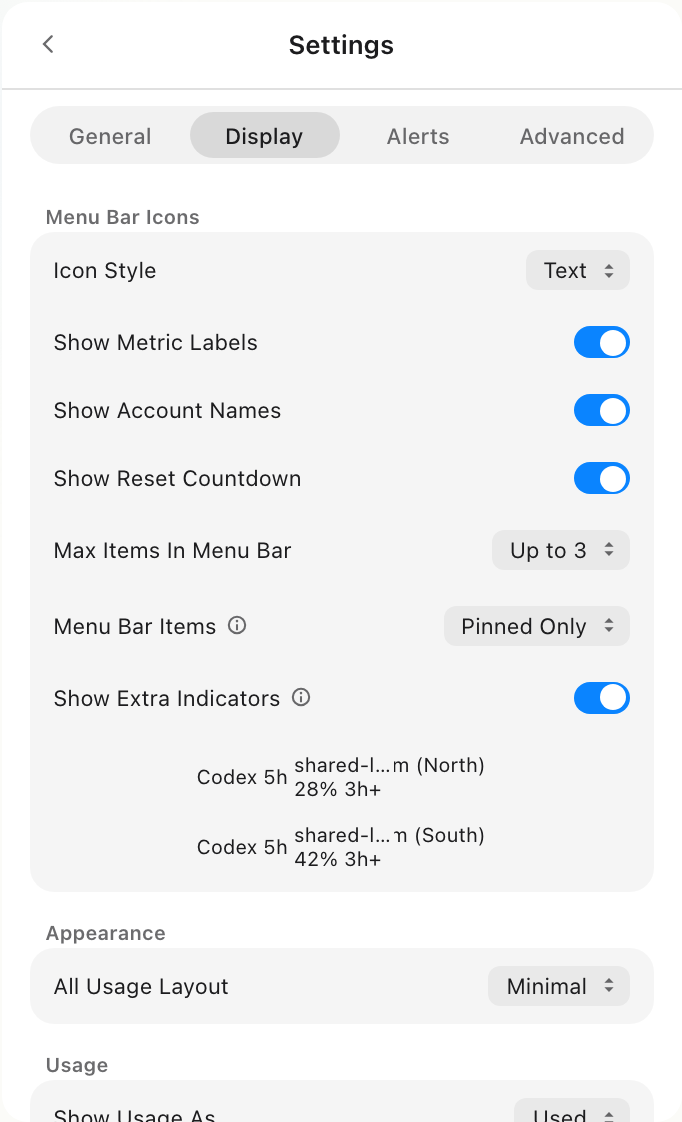 Settings
General
Display
Alerts
Advanced
Menu Bar Icons
Icon Style
Text
Show Metric Labels
Show Account Names
Show Reset Countdown
Max Items In Menu Bar
Up to 3
Menu Bar Items
Pinned Only
Show Extra Indicators
Codex 5h
shared-l…m (North)
28% 3h+
Codex 5h
shared-l…m (South)
42% 3h+
Appearance
All Usage Layout
Minimal
Usage
Show Usage As
Used